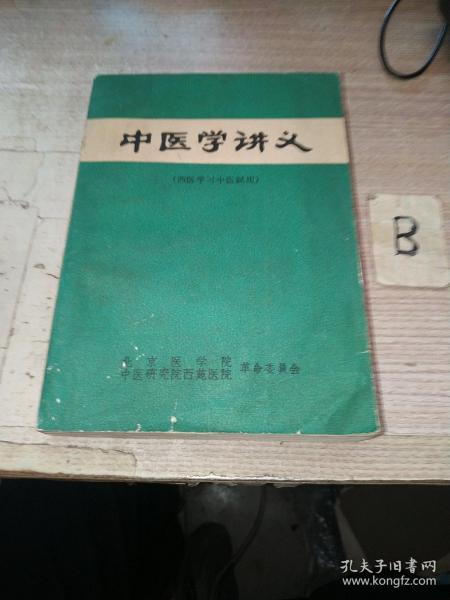 中医学讲义
（西医学习中医试用）
北京医学院
中医研究院西苑医院 革命委员会
B
孔夫子旧书网
www.kongfz.com